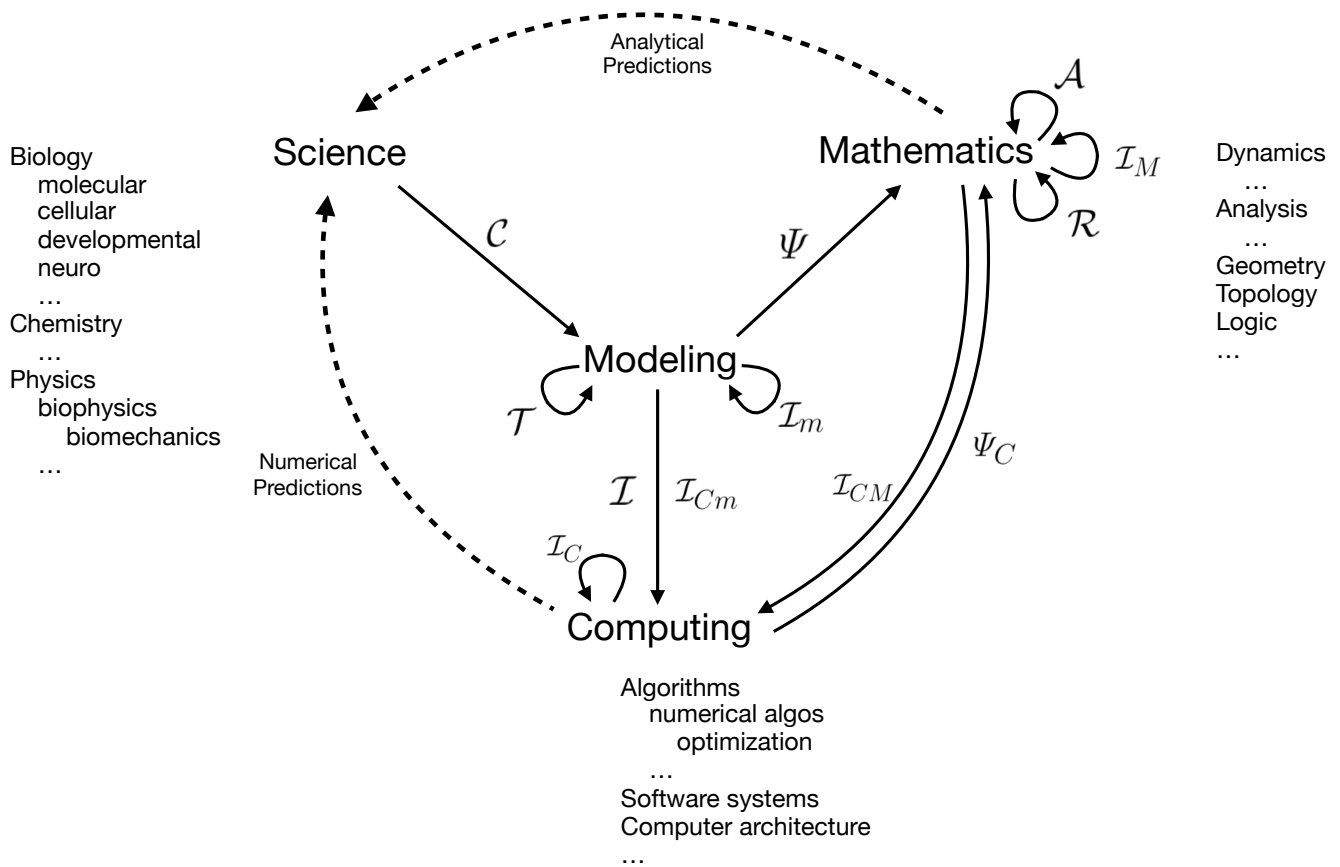 Analytical
Predictions
𝒜
Science
Mathematics
ℐ_M
ℛ
Biology
molecular
cellular
developmental
neuro
...
Chemistry
...
Physics
biophysics
biomechanics
...
Dynamics
...
Analysis
...
Geometry
Topology
Logic
...
𝒞
Ψ
Modeling
𝒯
ℐ_m
Numerical
Predictions
ℐ
ℐ_{Cm}
ℐ_{CM}
Ψ_C
ℐ_C
Computing
Algorithms
numerical algos
optimization
...
Software systems
Computer architecture
...